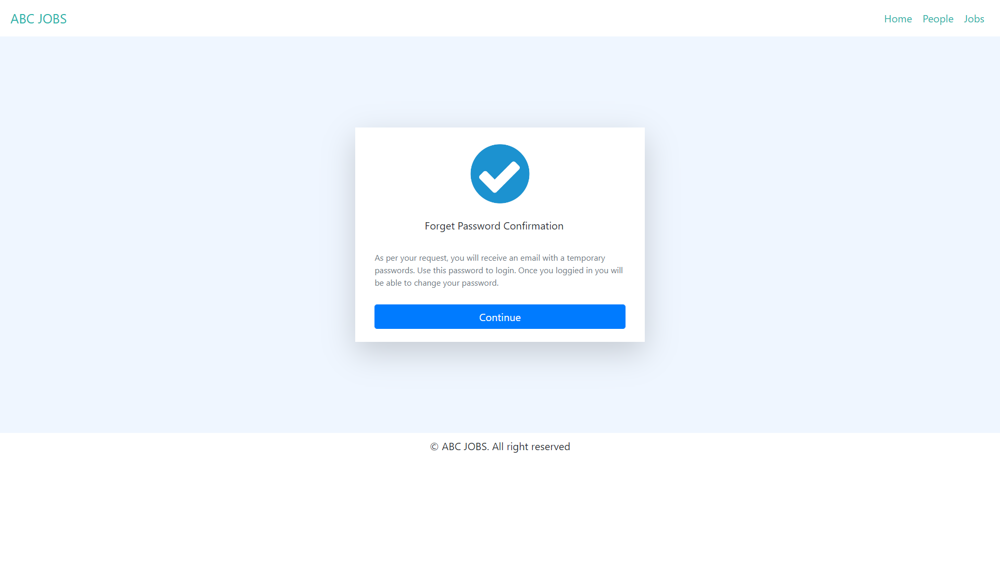 ABC JOBS
Home People Jobs
Forget Password Confirmation
As per your request, you will receive an email with a temporary
passwords. Use this password to login. Once you loggied in you will
be able to change your password.
Continue
© ABC JOBS. All right reserved